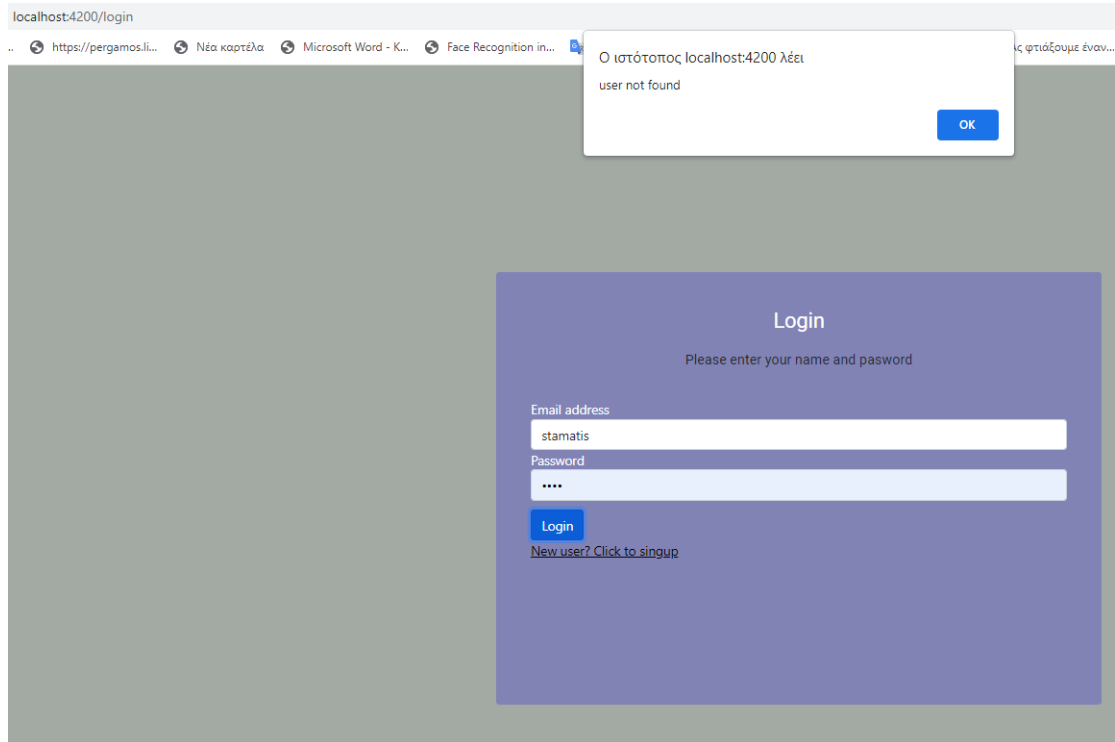 localhost:4200/login
.. https://pergamos.li... Νέα καρτέλα Microsoft Word - K... Face Recognition in... ς φτιάξουμε έναν...
Ο ιστότοπος localhost:4200 λέει
user not found
OK
Login
Please enter your name and pasword
Email address
stamatis
Password
••••
Login
New user? Click to singup